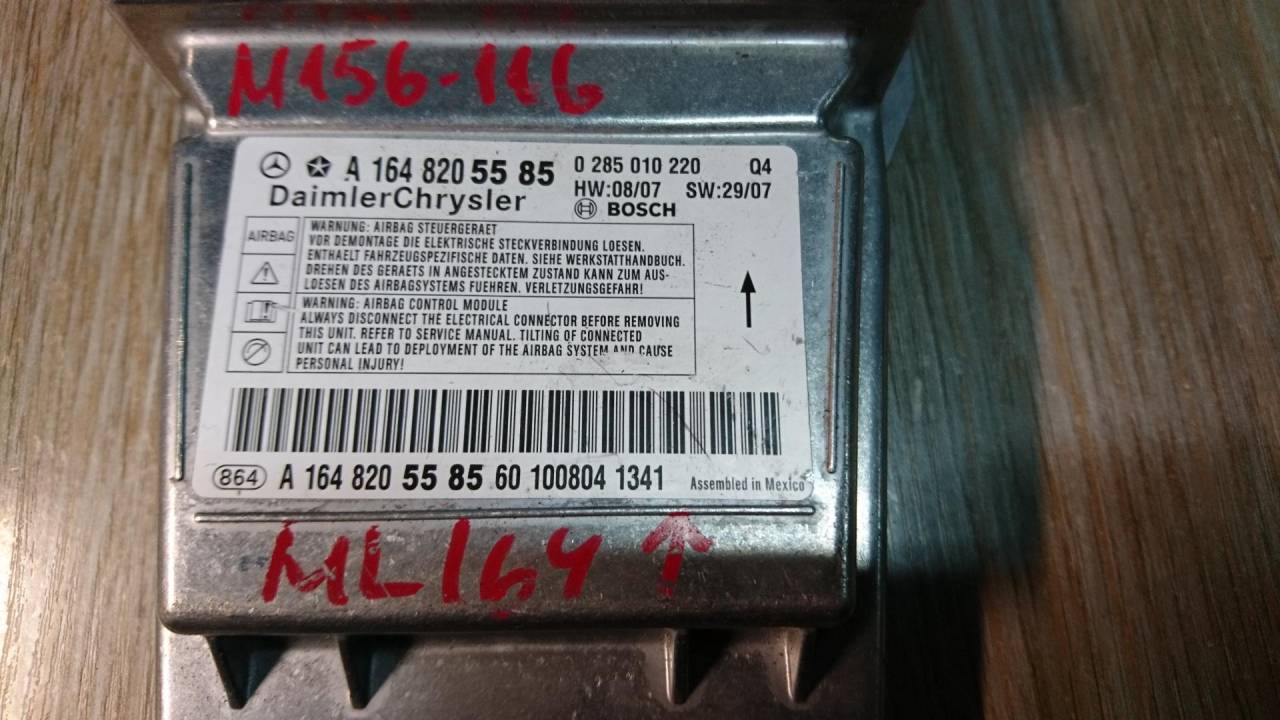 M156-116
A 164 820 55 85
DaimlerChrysler
0 285 010 220 Q4
HW:08/07 SW:29/07
BOSCH
AIRBAG
WARNUNG: AIRBAG STEUERGERAET
VOR DEMONTAGE DIE ELEKTRISCHE STECKVERBINDUNG LOESEN.
ENTHAELT FAHRZEUGSPEZIFISCHE DATEN. SIEHE WERKSTATTHANDBUCH.
DREHEN DES GERAETS IN ANGESTECKTEM ZUSTAND KANN ZUM AUS-
LOESEN DES AIRBAGSYSTEMS FUEHREN. VERLETZUNGSGEFAHR!
WARNING: AIRBAG CONTROL MODULE
ALWAYS DISCONNECT THE ELECTRICAL CONNECTOR BEFORE REMOVING
THIS UNIT. REFER TO SERVICE MANUAL. TILTING OF CONNECTED
UNIT CAN LEAD TO DEPLOYMENT OF THE AIRBAG SYSTEM AND CAUSE
PERSONAL INJURY!
864 A 164 820 55 85 60 100804 1341 Assembled in Mexico
ML164 ↑